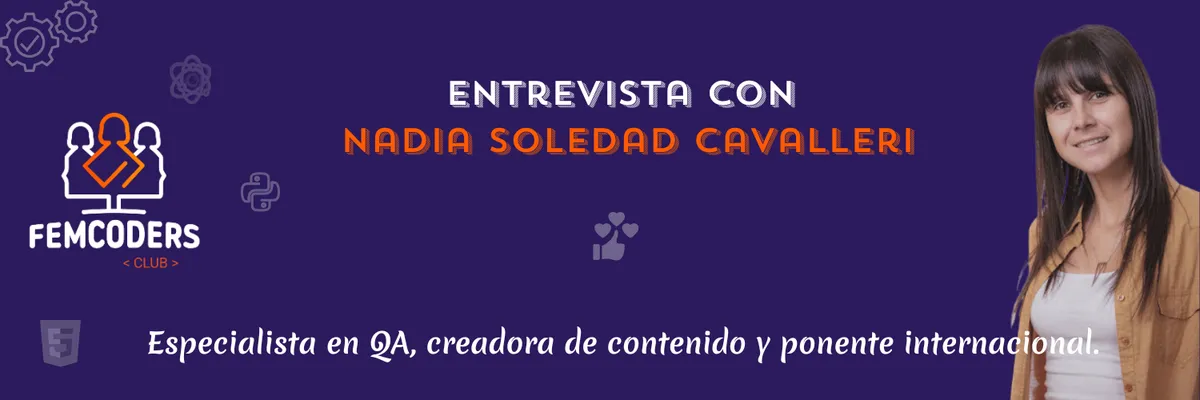 ENTREVISTA CON
NADIA SOLEDAD CAVALLERI
FEMCODERS
< CLUB >
Especialista en QA, creadora de contenido y ponente internacional.